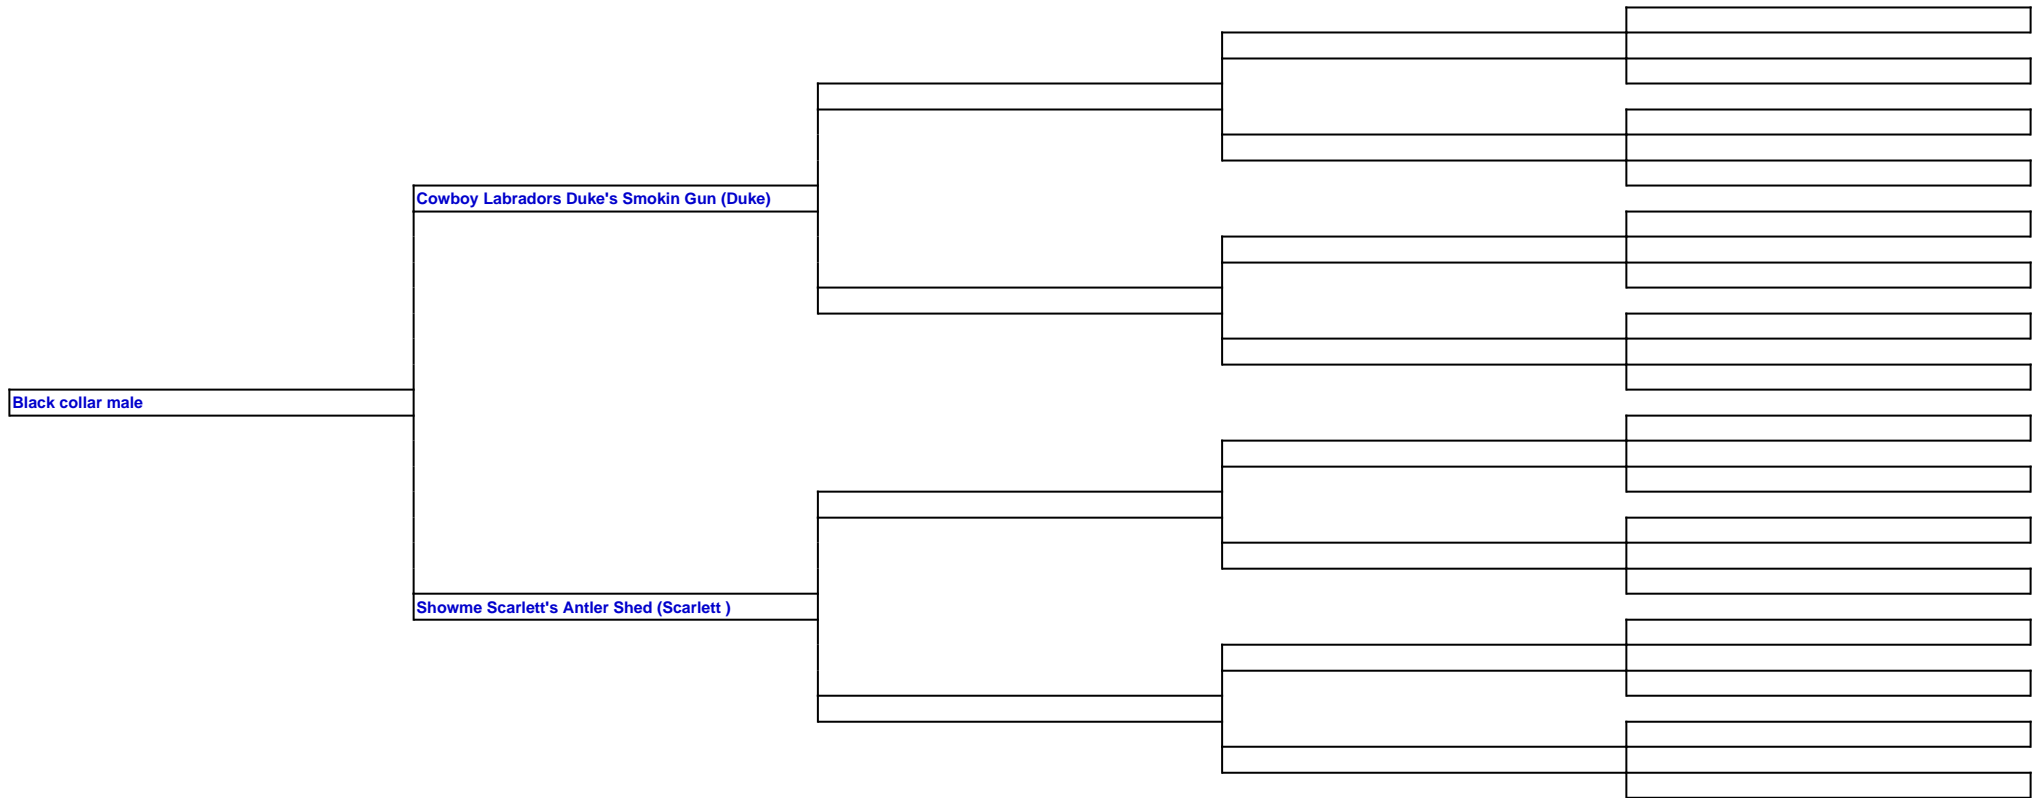 Cowboy Labradors Duke's Smokin Gun (Duke)
Black collar male
Showme Scarlett's Antler Shed (Scarlett )